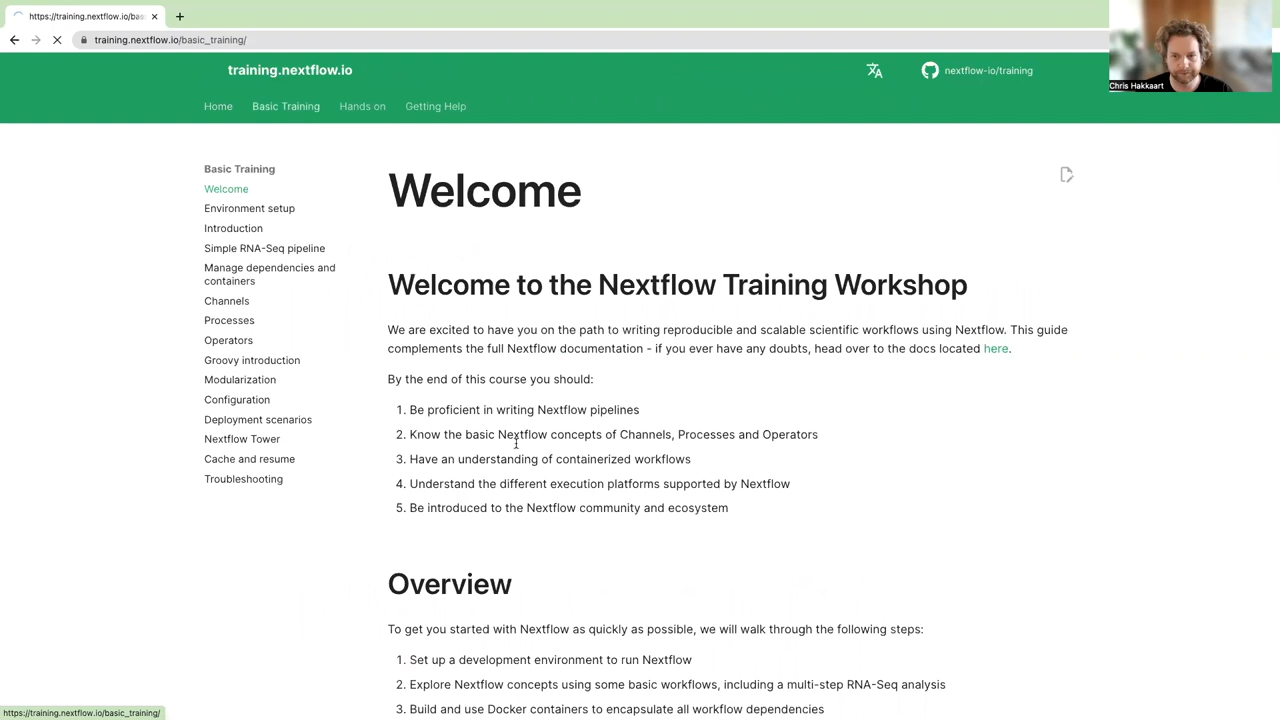 https://training.nextflow.io/bas
training.nextflow.io/basic_training/
training.nextflow.io
nextflow-io/training
Chris Hakkaart
Home
Basic Training
Hands on
Getting Help
Basic Training
Welcome
Environment setup
Introduction
Simple RNA-Seq pipeline
Manage dependencies and
containers
Channels
Processes
Operators
Groovy introduction
Modularization
Configuration
Deployment scenarios
Nextflow Tower
Cache and resume
Troubleshooting
Welcome
Welcome to the Nextflow Training Workshop
We are excited to have you on the path to writing reproducible and scalable scientific workflows using Nextflow. This guide
complements the full Nextflow documentation - if you ever have any doubts, head over to the docs located here.
By the end of this course you should:
1. Be proficient in writing Nextflow pipelines
2. Know the basic Nextflow concepts of Channels, Processes and Operators
3. Have an understanding of containerized workflows
4. Understand the different execution platforms supported by Nextflow
5. Be introduced to the Nextflow community and ecosystem
Overview
To get you started with Nextflow as quickly as possible, we will walk through the following steps:
1. Set up a development environment to run Nextflow
2. Explore Nextflow concepts using some basic workflows, including a multi-step RNA-Seq analysis
3. Build and use Docker containers to encapsulate all workflow dependencies
https://training.nextflow.io/basic_training/